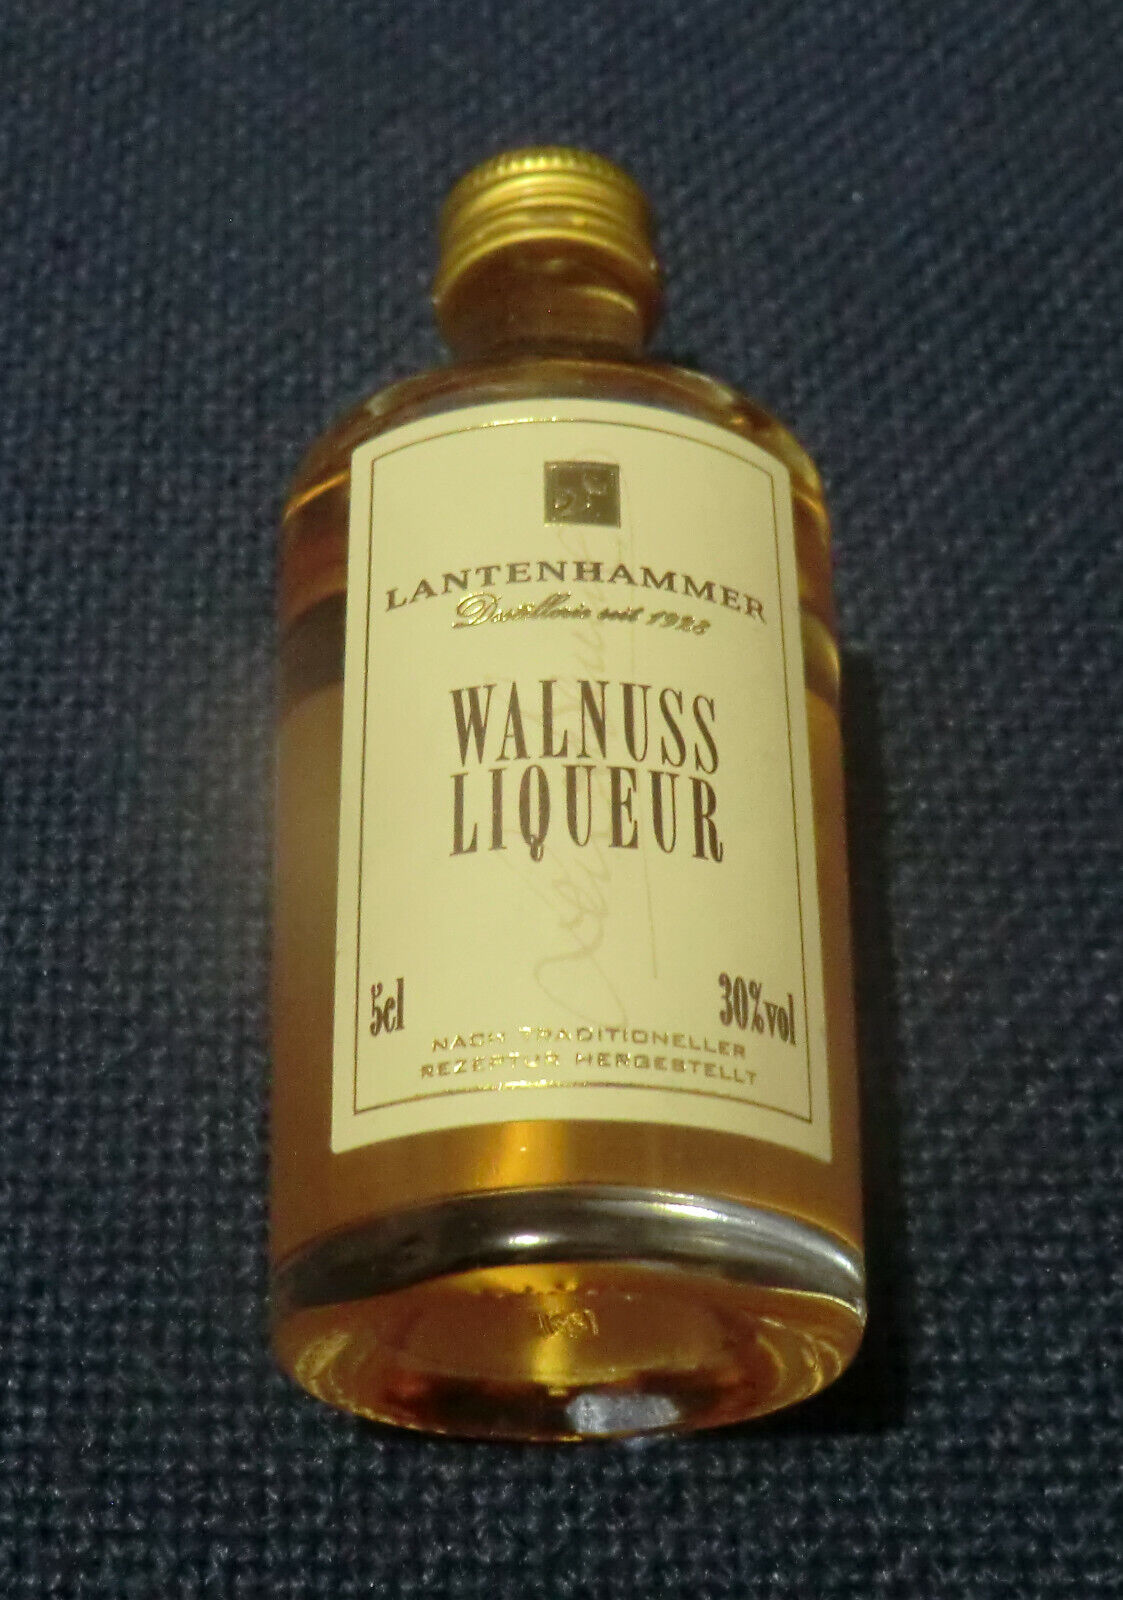 LANTENHAMMER
Destillerie seit 1928
WALNUSS
LIQUEUR
5cl
30%vol
NACH TRADITIONELLER
REZEPTUR HERGESTELLT